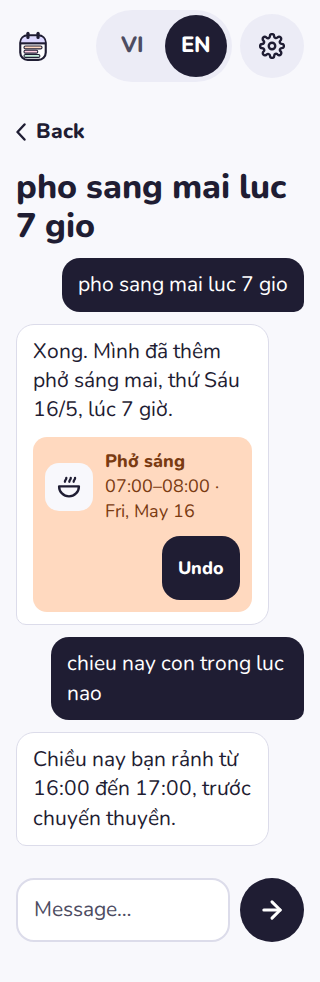 VI EN
Back
pho sang mai luc
7 gio
pho sang mai luc 7 gio
Xong. Mình đã thêm
phở sáng mai, thứ Sáu
16/5, lúc 7 giờ.
Phở sáng
07:00–08:00 ·
Fri, May 16
Undo
chieu nay con trong luc
nao
Chiều nay bạn rảnh từ
16:00 đến 17:00, trước
chuyến thuyền.
Message...